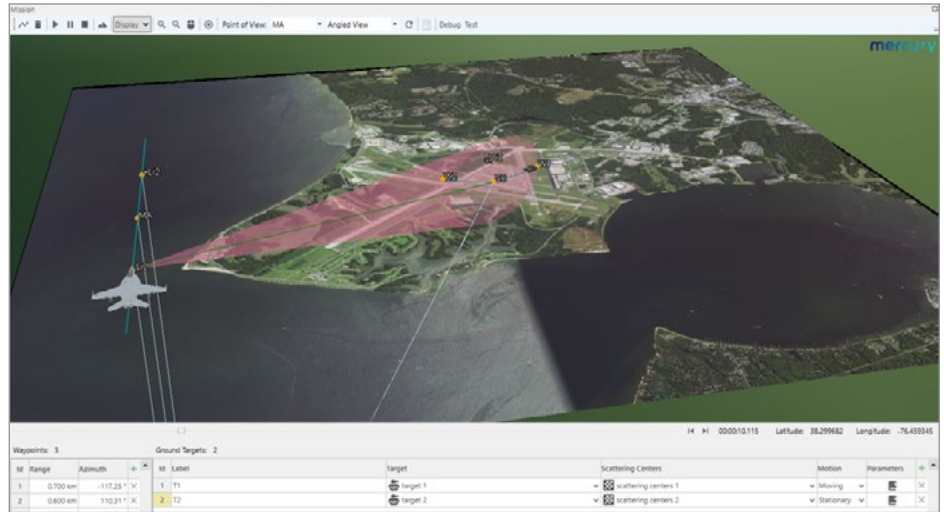 Mission
Display Point of View: MA Angled View Debug Test
mercury
Lr2
MA
00:00:10.115 Latitude: 38.299682 Longitude: -76.459345
Waypoints: 3 Ground Targets: 2
Id Range Azimuth + Id Label Target Scattering Centers Motion Parameters +
1 0.700 km -117.25 ° 1 T1 target 1 scattering centers 1 Moving
2 0.600 km 110.31 ° 2 T2 target 2 scattering centers 2 Stationary